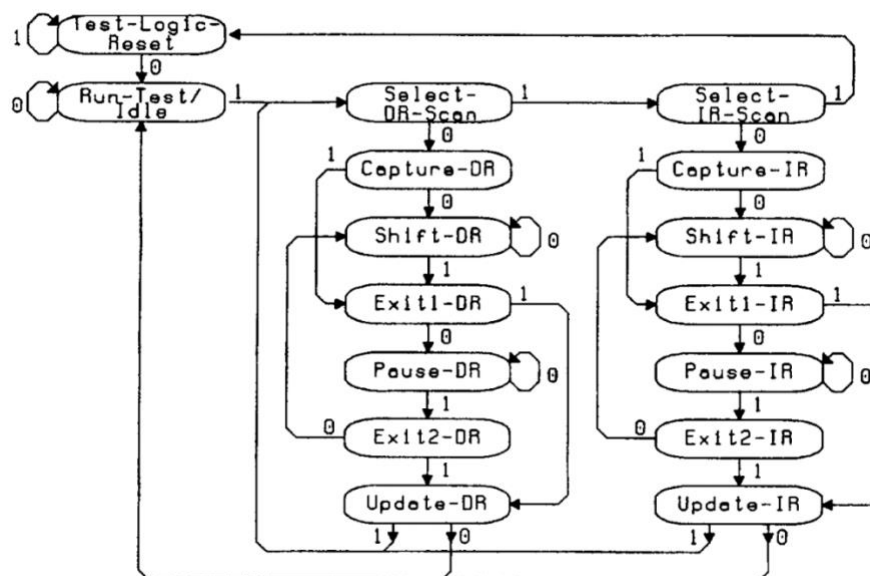 Test-Logic-
Reset
1
0
Run-Test/
Idle
0
1
Select-
DR-Scan
1
Select-
IR-Scan
1
0
0
1
Capture-DR
1
Capture-IR
0
0
Shift-DR
0
Shift-IR
0
1
1
Exit1-DR
1
Exit1-IR
1
0
0
Pause-DR
0
Pause-IR
0
1
1
0
Exit2-DR
0
Exit2-IR
1
1
Update-DR
Update-IR
1
0
1
0